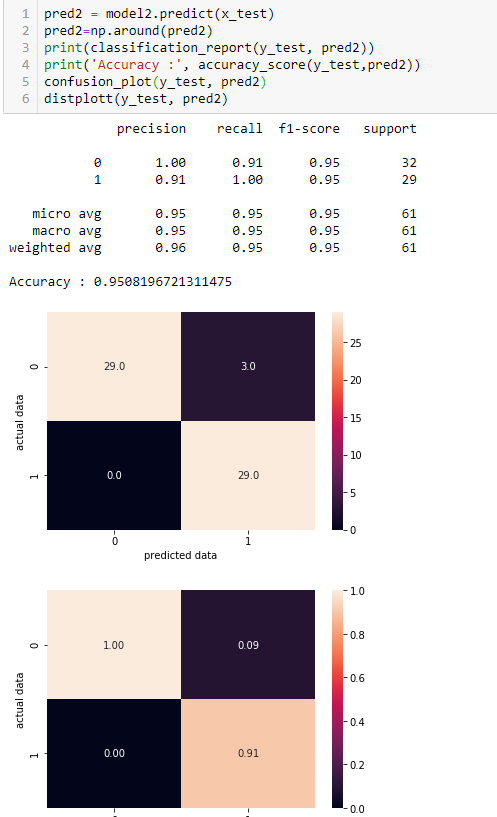 1 pred2 = model2.predict(x_test)
2 pred2=np.around(pred2)
3 print(classification_report(y_test, pred2))
4 print('Accuracy :', accuracy_score(y_test,pred2))
5 confusion_plot(y_test, pred2)
6 distplott(y_test, pred2)
precision recall f1-score support
0 1.00 0.91 0.95 32
1 0.91 1.00 0.95 29
micro avg 0.95 0.95 0.95 61
macro avg 0.95 0.95 0.95 61
weighted avg 0.96 0.95 0.95 61
Accuracy : 0.9508196721311475
29.0 3.0
0.0 29.0
0
1
actual data
0 1
predicted data
25
20
15
10
5
0
1.00 0.09
0.00 0.91
0
1
actual data
1.0
0.8
0.6
0.4
0.2
0.0